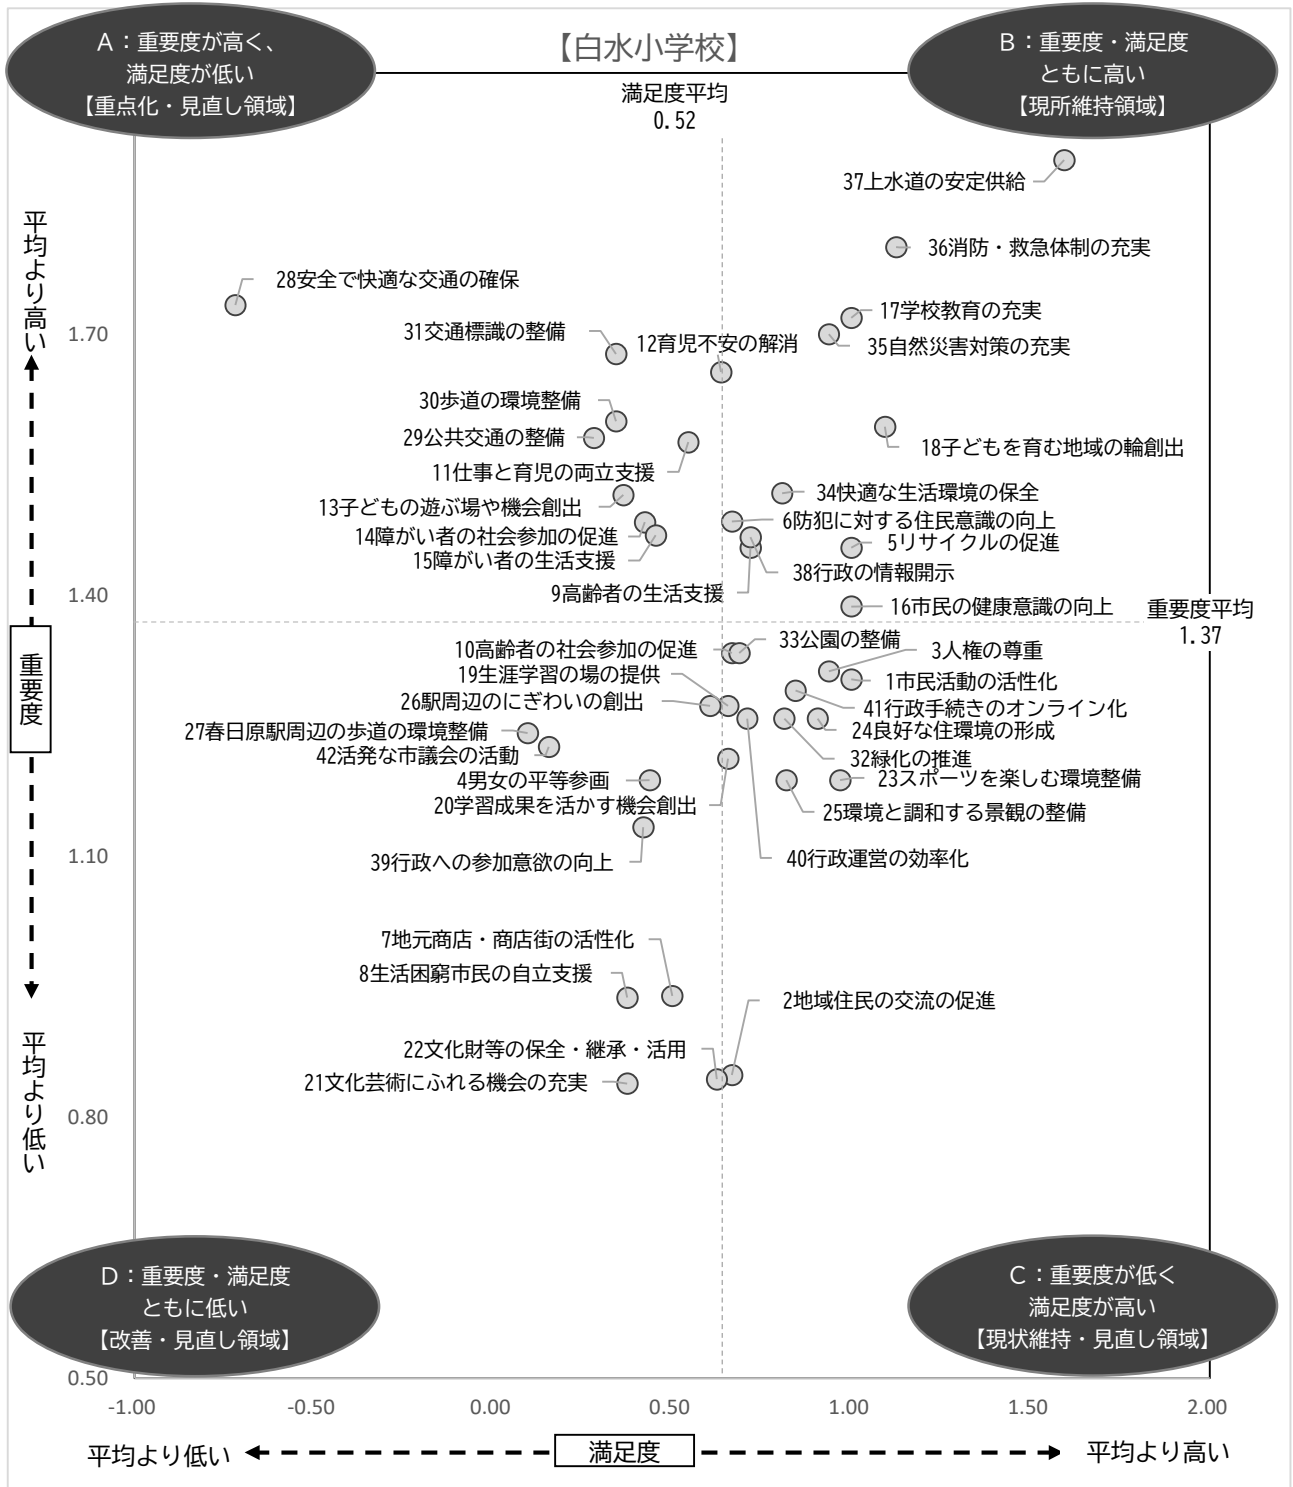 A：重要度が高く、
満足度が低い
【重点化・見直し領域】
【白水小学校】
B：重要度・満足度
ともに高い
【現所維持領域】
満足度平均
0.52
37上水道の安定供給
36消防・救急体制の充実
28安全で快適な交通の確保
17学校教育の充実
31交通標識の整備
12育児不安の解消
35自然災害対策の充実
30歩道の環境整備
29公共交通の整備
18子どもを育む地域の輪創出
11仕事と育児の両立支援
34快適な生活環境の保全
13子どもの遊ぶ場や機会創出
6防犯に対する住民意識の向上
14障がい者の社会参加の促進
5リサイクルの促進
15障がい者の生活支援
38行政の情報開示
9高齢者の生活支援
16市民の健康意識の向上
重要度平均
1.37
33公園の整備
10高齢者の社会参加の促進
3人権の尊重
19生涯学習の場の提供
1市民活動の活性化
26駅周辺のにぎわいの創出
41行政手続きのオンライン化
27春日原駅周辺の歩道の環境整備
24良好な住環境の形成
42活発な市議会の活動
32緑化の推進
4男女の平等参画
23スポーツを楽しむ環境整備
20学習成果を活かす機会創出
25環境と調和する景観の整備
39行政への参加意欲の向上
40行政運営の効率化
7地元商店・商店街の活性化
8生活困窮市民の自立支援
2地域住民の交流の促進
22文化財等の保全・継承・活用
21文化芸術にふれる機会の充実
平均より高い
重要度
平均より低い
1.70
1.40
1.10
0.80
0.50
D：重要度・満足度
ともに低い
【改善・見直し領域】
C：重要度が低く
満足度が高い
【現状維持・見直し領域】
-1.00
-0.50
0.00
0.50
1.00
1.50
2.00
平均より低い
満足度
平均より高い